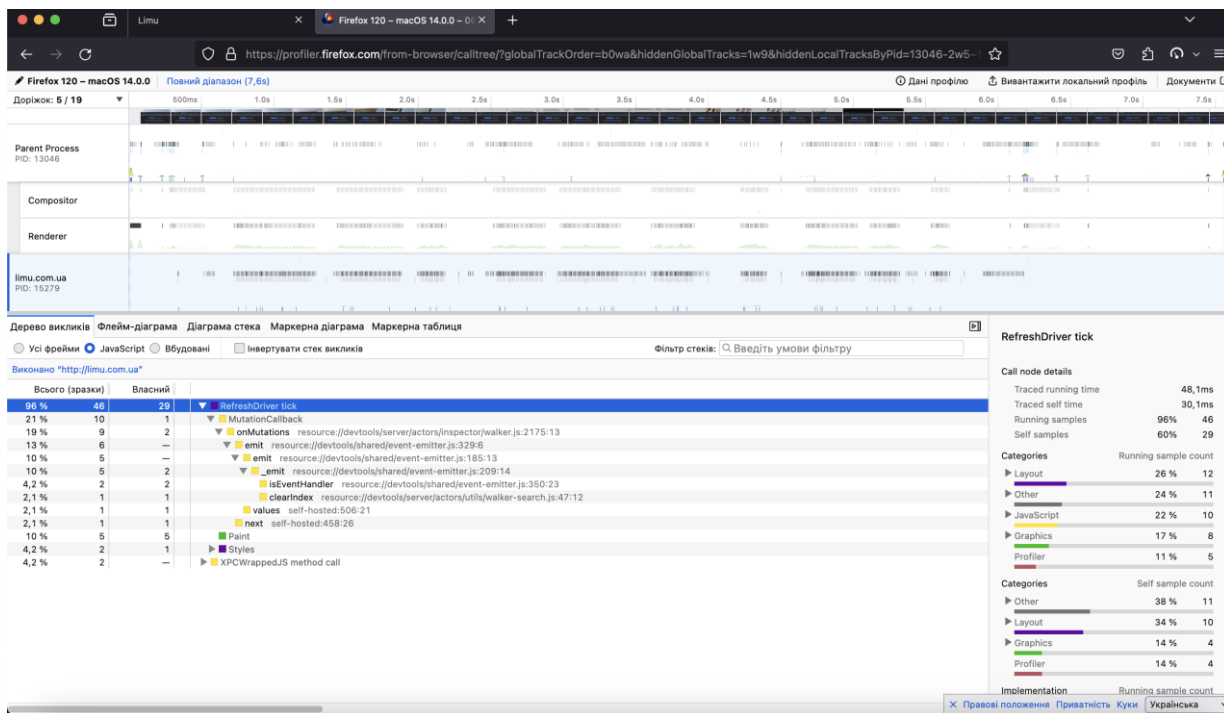 Limu
Firefox 120 – macOS 14.0.0 – 0
https://profiler.firefox.com/from-browser/calltree/?globalTrackOrder=b0wa&hiddenGlobalTracks=1w9&hiddenLocalTracksByPid=13046-2w5~1
Firefox 120 – macOS 14.0.0 Повний діапазон (7,6s) Дані профілю Вивантажити локальний профіль Документи
Доріжок: 5 / 19 500ms 1.0s 1.5s 2.0s 2.5s 3.0s 3.5s 4.0s 4.5s 5.0s 5.5s 6.0s 6.5s 7.0s 7.5s
Parent Process
PID: 13046
Compositor
Renderer
limu.com.ua
PID: 15279
Дерево викликів Флейм-діаграма Діаграма стека Маркерна діаграма Маркерна таблиця
Усі фрейми JavaScript Вбудовані Інвертувати стек викликів Фільтр стеків: Введіть умови фільтру
Виконано "http://limu.com.ua"
Всього (зразки) Власний
96 % 46 29 RefreshDriver tick
21 % 10 1 MutationCallback
19 % 9 2 onMutations resource://devtools/server/actors/inspector/walker.js:2175:13
13 % 6 — emit resource://devtools/shared/event-emitter.js:329:6
10 % 5 — emit resource://devtools/shared/event-emitter.js:185:13
10 % 5 2 _emit resource://devtools/shared/event-emitter.js:209:14
4,2 % 2 2 isEventHandler resource://devtools/shared/event-emitter.js:350:23
2,1 % 1 1 clearIndex resource://devtools/server/actors/utils/walker-search.js:47:12
2,1 % 1 1 values self-hosted:506:21
2,1 % 1 1 next self-hosted:458:26
10 % 5 5 Paint
4,2 % 2 1 Styles
4,2 % 2 — XPCWrappedJS method call
RefreshDriver tick
Call node details
Traced running time 48,1ms
Traced self time 30,1ms
Running samples 96% 46
Self samples 60% 29
Categories Running sample count
Layout 26 % 12
Other 24 % 11
JavaScript 22 % 10
Graphics 17 % 8
Profiler 11 % 5
Categories Self sample count
Other 38 % 11
Layout 34 % 10
Graphics 14 % 4
Profiler 14 % 4
Implementation Running sample count
Правові положення Приватність Куки Українська